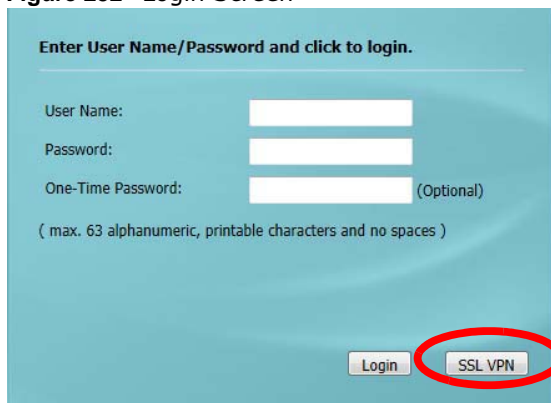 Enter User Name/Password and click to login.
User Name:
Password:
One-Time Password: (Optional)
( max. 63 alphanumeric, printable characters and no spaces )
Login SSL VPN